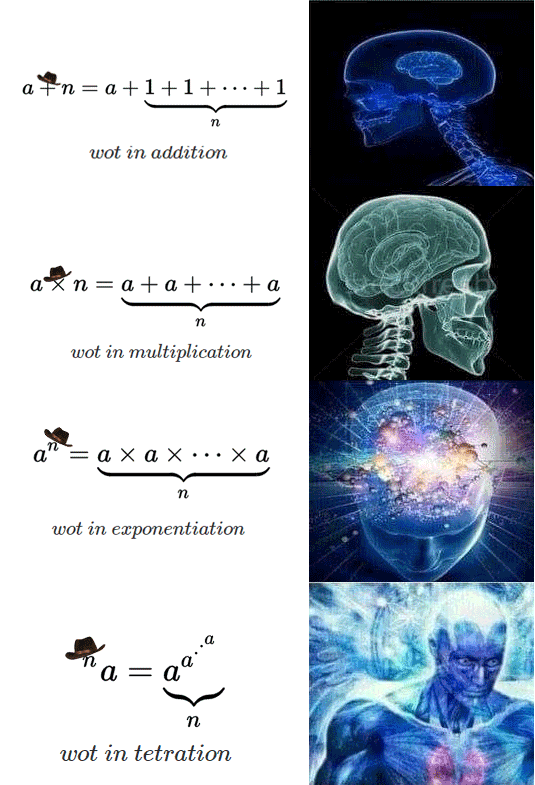 a + n = a + 1 + 1 + ⋯ + 1
n
wot in addition
a × n = a + a + ⋯ + a
n
wot in multiplication
aⁿ = a × a × ⋯ × a
n
wot in exponentiation
ⁿa = a^{a^{⋰^{a}}}
n
wot in tetration